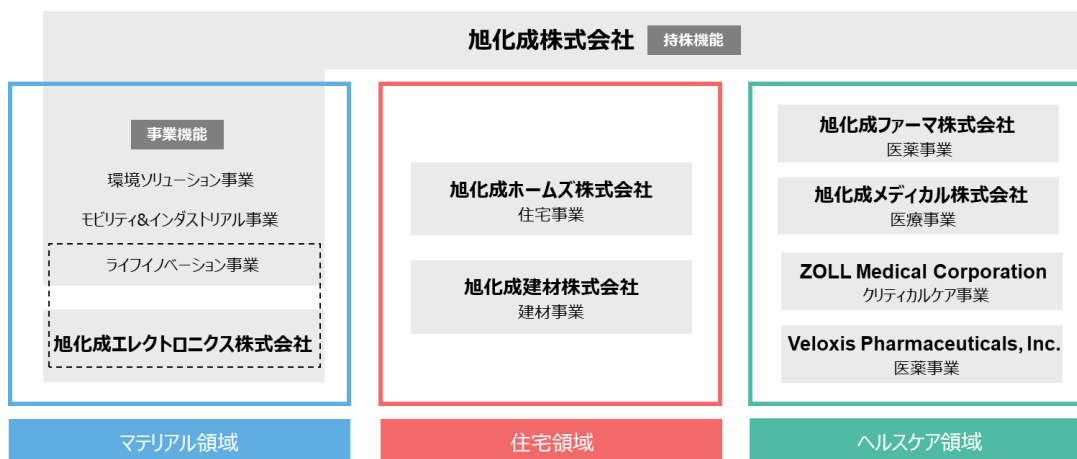 旭化成株式会社 持株機能
事業機能
環境ソリューション事業
モビリティ&インダストリアル事業
ライフイノベーション事業
旭化成エレクトロニクス株式会社
マテリアル領域
旭化成ホームズ株式会社
住宅事業
旭化成建材株式会社
建材事業
住宅領域
旭化成ファーマ株式会社
医薬事業
旭化成メディカル株式会社
医療事業
ZOLL Medical Corporation
クリティカルケア事業
Veloxis Pharmaceuticals, Inc.
医薬事業
ヘルスケア領域